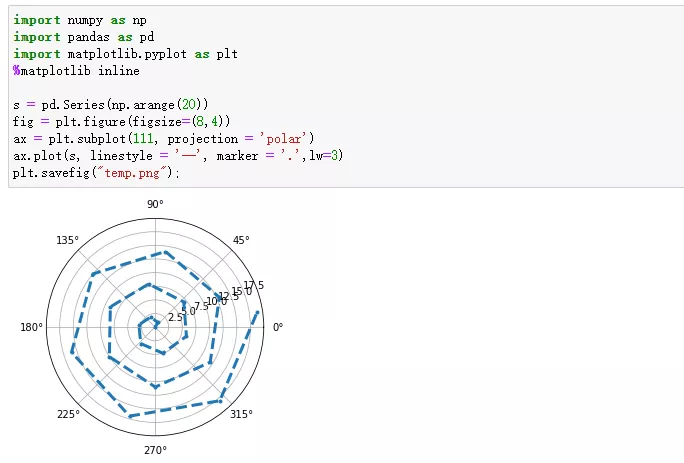 import numpy as np
import pandas as pd
import matplotlib.pyplot as plt
%matplotlib inline
s = pd.Series(np.arange(20))
fig = plt.figure(figsize=(8,4))
ax = plt.subplot(111, projection = 'polar')
ax.plot(s, linestyle = '--', marker = '.',lw=3)
plt.savefig("temp.png");
90°
135°
45°
17.5
15.0
12.5
10.0
7.5
5.0
2.5
180°
0°
225°
315°
270°